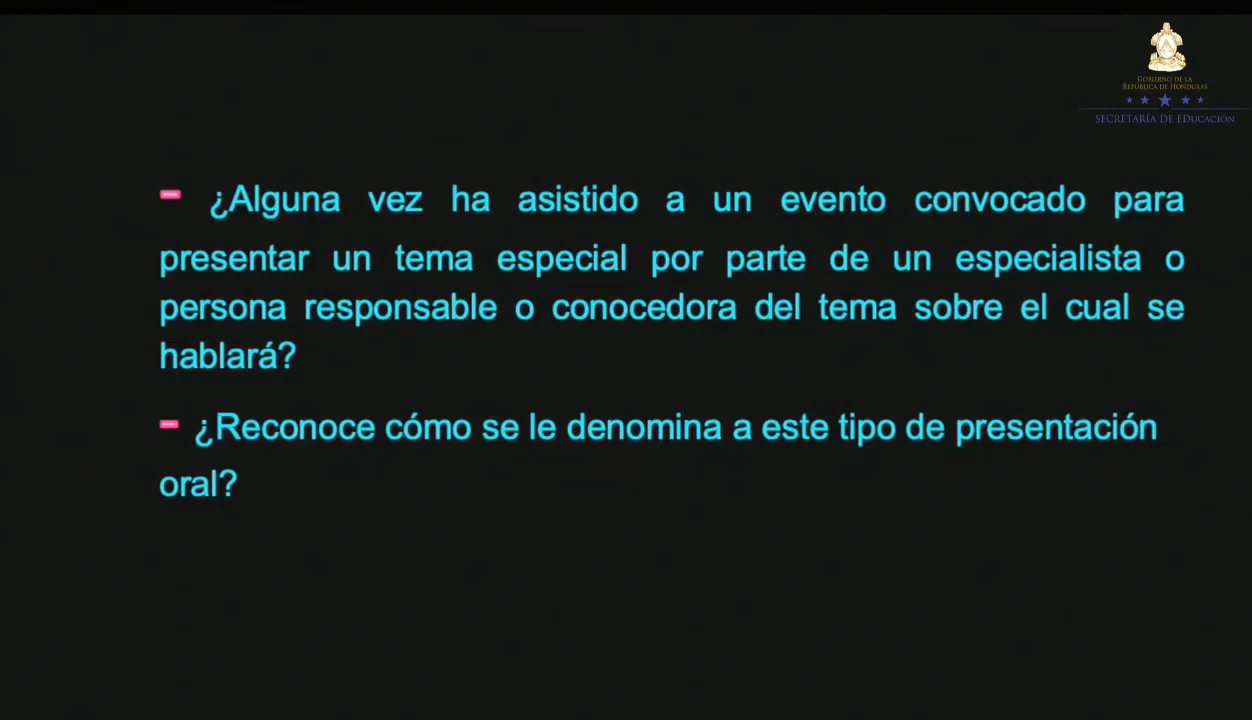 GOBIERNO DE LA
REPÚBLICA DE HONDURAS
SECRETARÍA DE EDUCACIÓN
- ¿Alguna vez ha asistido a un evento convocado para
presentar un tema especial por parte de un especialista o
persona responsable o conocedora del tema sobre el cual se
hablará?
- ¿Reconoce cómo se le denomina a este tipo de presentación
oral?